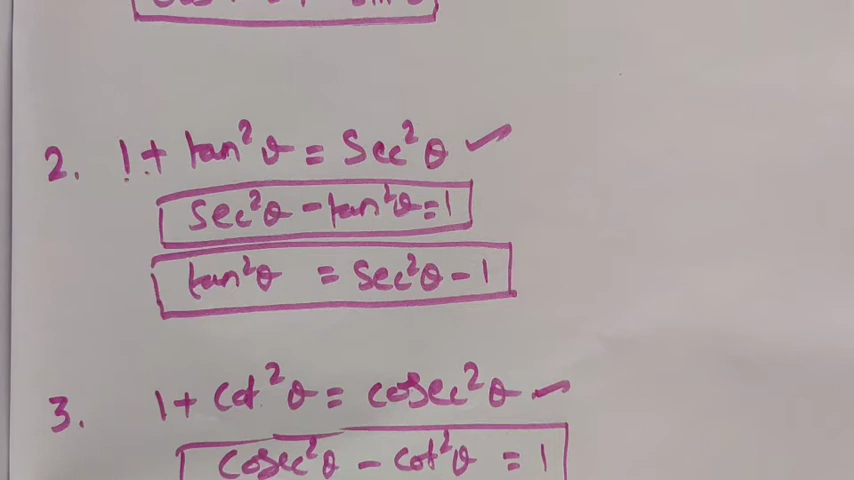 2. 1 + tan²θ = sec²θ ✓
sec²θ - tan²θ = 1
tan²θ = sec²θ - 1
3. 1 + cot²θ = cosec²θ ✓
cosec²θ - cot²θ = 1